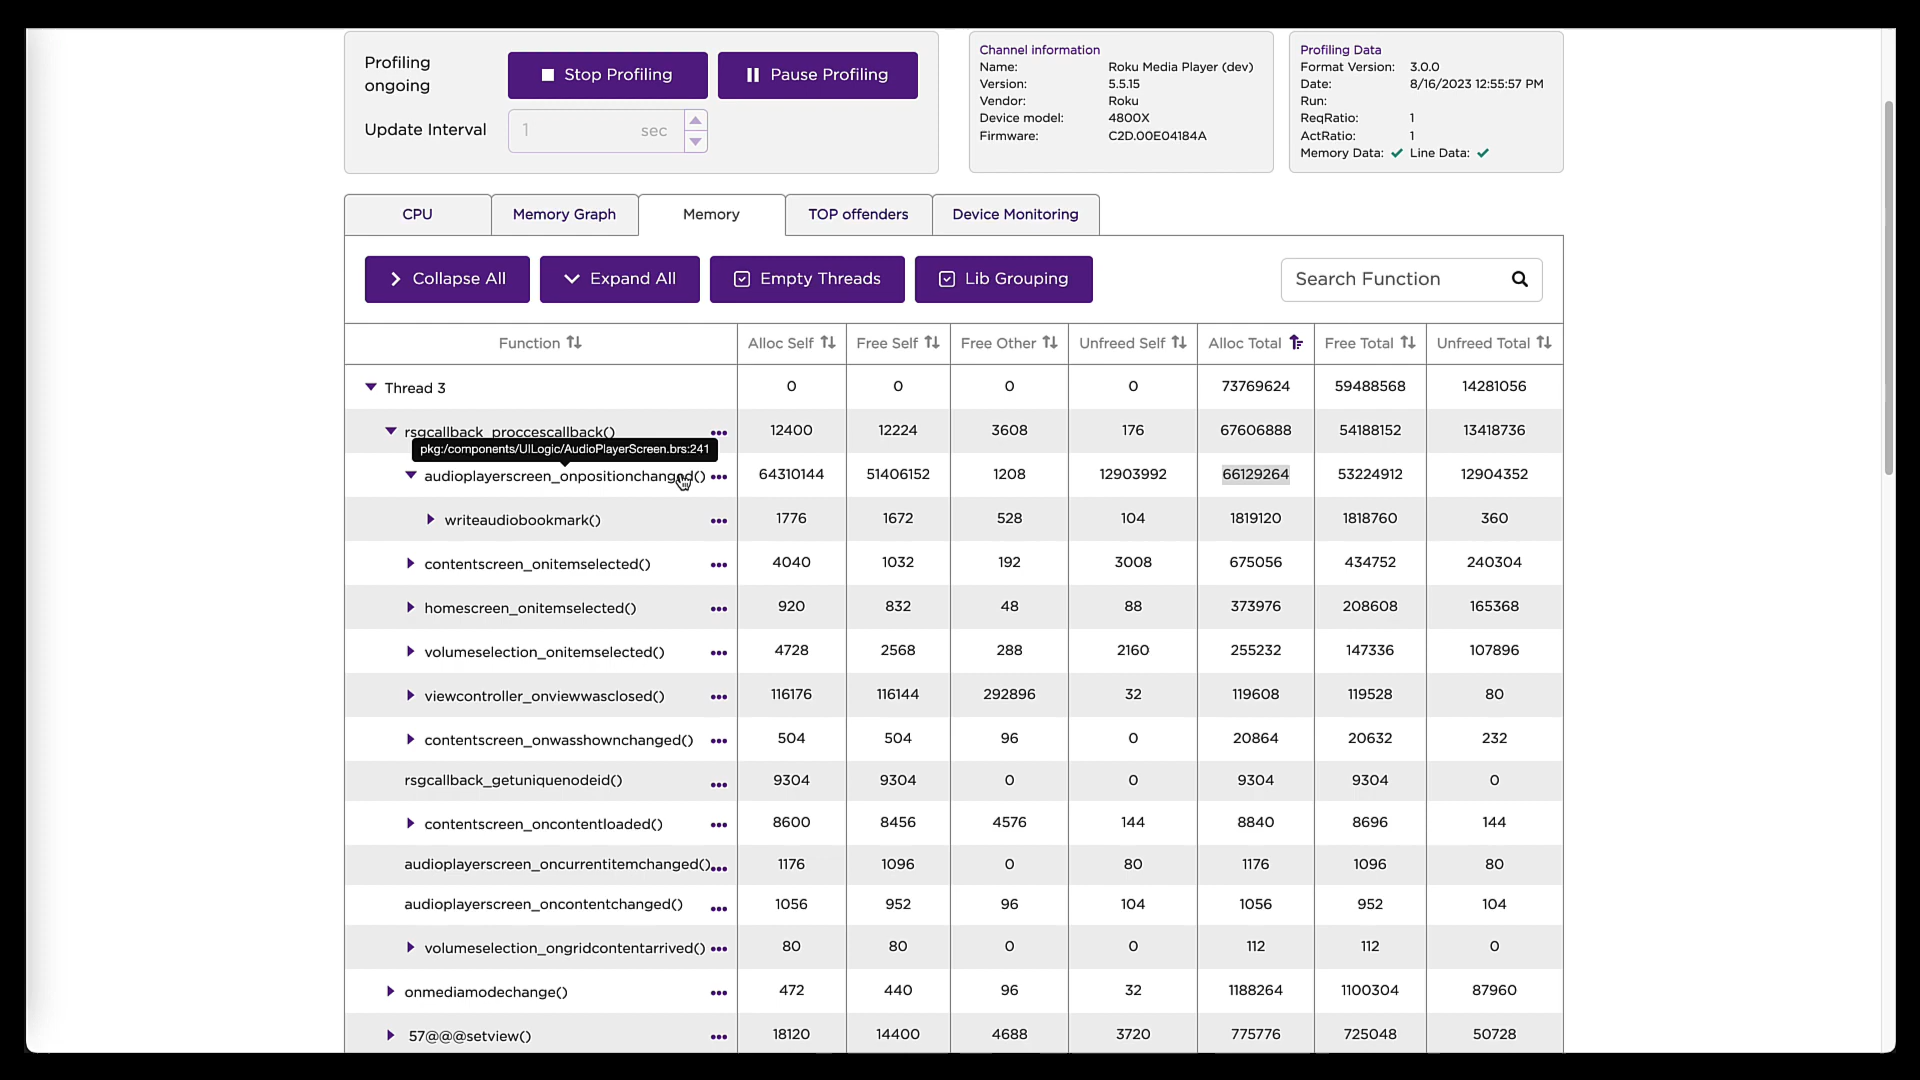 Profiling
ongoing
Stop Profiling
Pause Profiling
Update Interval
1 sec
Channel information
Name: Roku Media Player (dev)
Version: 5.5.15
Vendor: Roku
Device model: 4800X
Firmware: C2D.00E04184A
Profiling Data
Format Version: 3.0.0
Date: 8/16/2023 12:55:57 PM
Run:
ReqRatio: 1
ActRatio: 1
Memory Data: Line Data:
CPU
Memory Graph
Memory
TOP offenders
Device Monitoring
Collapse All
Expand All
Empty Threads
Lib Grouping
Search Function
Function Alloc Self Free Self Free Other Unfreed Self Alloc Total Free Total Unfreed Total
Thread 3 0 0 0 0 73769624 59488568 14281056
rsgcallback_proccescallback() 12400 12224 3608 176 67606888 54188152 13418736
pkg:/components/UILogic/AudioPlayerScreen.brs:241
audioplayerscreen_onpositionchanged() 64310144 51406152 1208 12903992 66129264 53224912 12904352
writeaudiobookmark() 1776 1672 528 104 1819120 1818760 360
contentscreen_onitemselected() 4040 1032 192 3008 675056 434752 240304
homescreen_onitemselected() 920 832 48 88 373976 208608 165368
volumeselection_onitemselected() 4728 2568 288 2160 255232 147336 107896
viewcontroller_onviewwasclosed() 116176 116144 292896 32 119608 119528 80
contentscreen_onwasshownchanged() 504 504 96 0 20864 20632 232
rsgcallback_getuniquenodeid() 9304 9304 0 0 9304 9304 0
contentscreen_oncontentloaded() 8600 8456 4576 144 8840 8696 144
audioplayerscreen_oncurrentitemchanged() 1176 1096 0 80 1176 1096 80
audioplayerscreen_oncontentchanged() 1056 952 96 104 1056 952 104
volumeselection_ongridcontentarrived() 80 80 0 0 112 112 0
onmediamodechange() 472 440 96 32 1188264 1100304 87960
57@@@setview() 18120 14400 4688 3720 775776 725048 50728